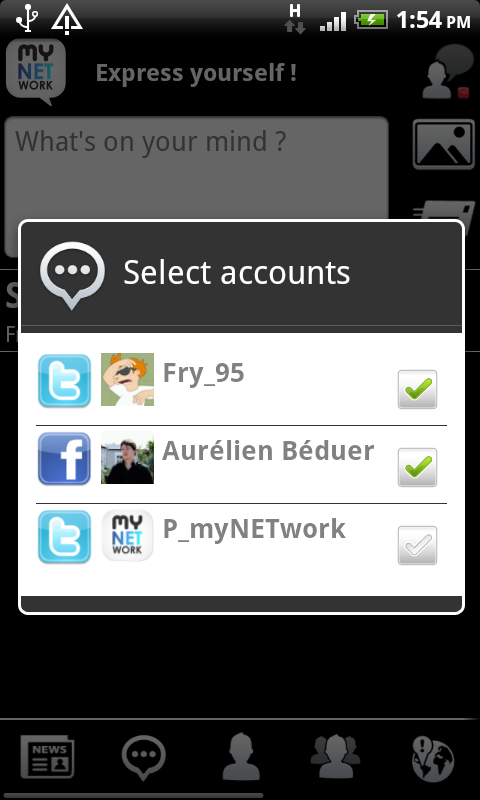 H
1:54 PM
MY
NET
WORK
Express yourself !
What's on your mind ?
Select accounts
S
Fr
Fry_95
Aurélien Béduer
MY
NET
WORK
P_myNETwork
NEWS